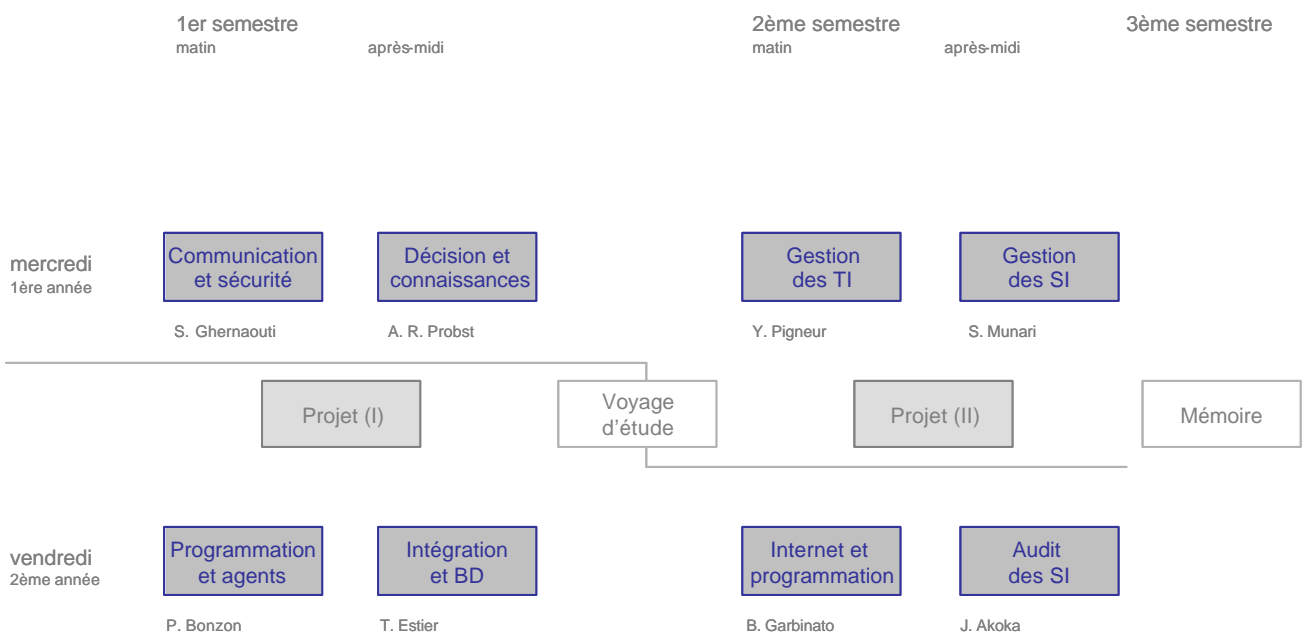 1er semestre
2ème semestre
3ème semestre
matin
après-midi
matin
après-midi
mercredi
1ère année
Communication
et sécurité
Décision et
connaissances
Gestion
des TI
Gestion
des SI
S. Ghernaouti
A. R. Probst
Y. Pigneur
S. Munari
Projet (I)
Voyage
d'étude
Projet (II)
Mémoire
vendredi
2ème année
Programmation
et agents
Intégration
et BD
Internet et
programmation
Audit
des SI
P. Bonzon
T. Estier
B. Garbinato
J. Akoka